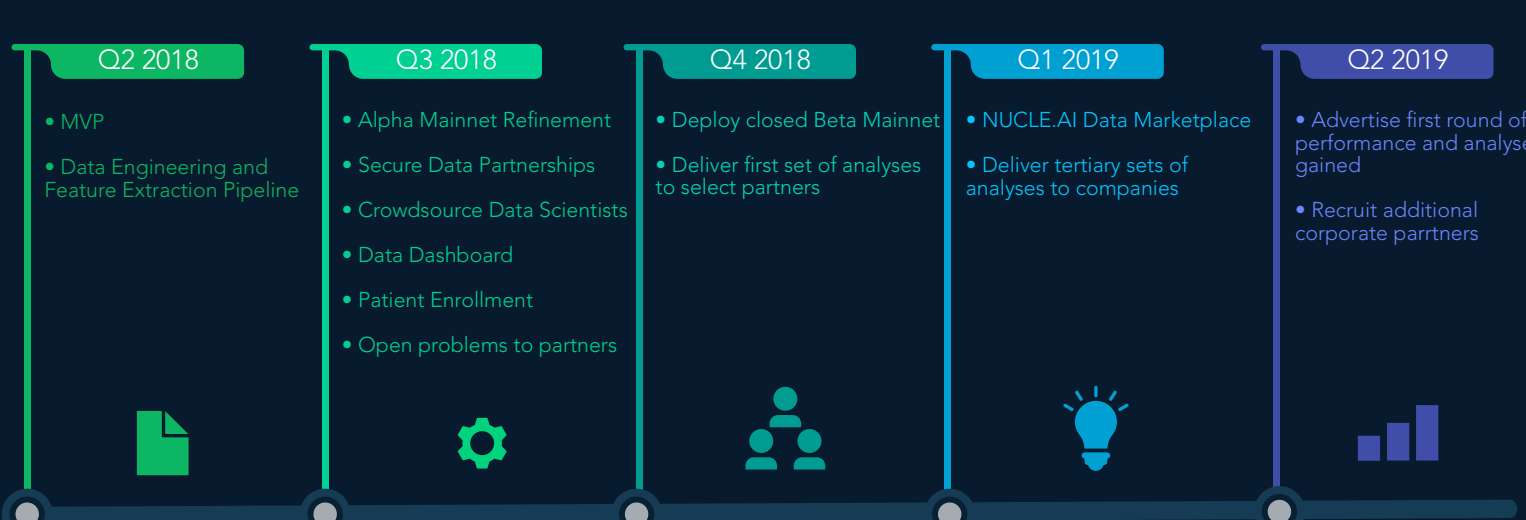 Q2 2018
• MVP
• Data Engineering and
Feature Extraction Pipeline
Q3 2018
• Alpha Mainnet Refinement
• Secure Data Partnerships
• Crowdsource Data Scientists
• Data Dashboard
• Patient Enrollment
• Open problems to partners
Q4 2018
• Deploy closed Beta Mainnet
• Deliver first set of analyses
to select partners
Q1 2019
• NUCLE.AI Data Marketplace
• Deliver tertiary sets of
analyses to companies
Q2 2019
• Advertise first round of
performance and analyse
gained
• Recruit additional
corporate parrtners